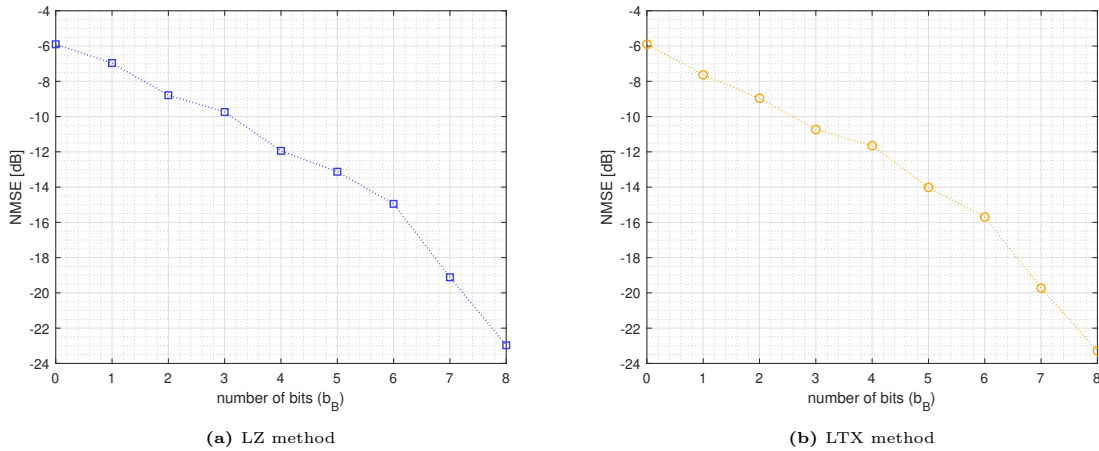 -4
-6
-8
-10
-12
-14
-16
-18
-20
-22
-24
NMSE [dB]
0 1 2 3 4 5 6 7 8
number of bits (b_B)
(a) LZ method
-4
-6
-8
-10
-12
-14
-16
-18
-20
-22
-24
NMSE [dB]
0 1 2 3 4 5 6 7 8
number of bits (b_B)
(b) LTX method